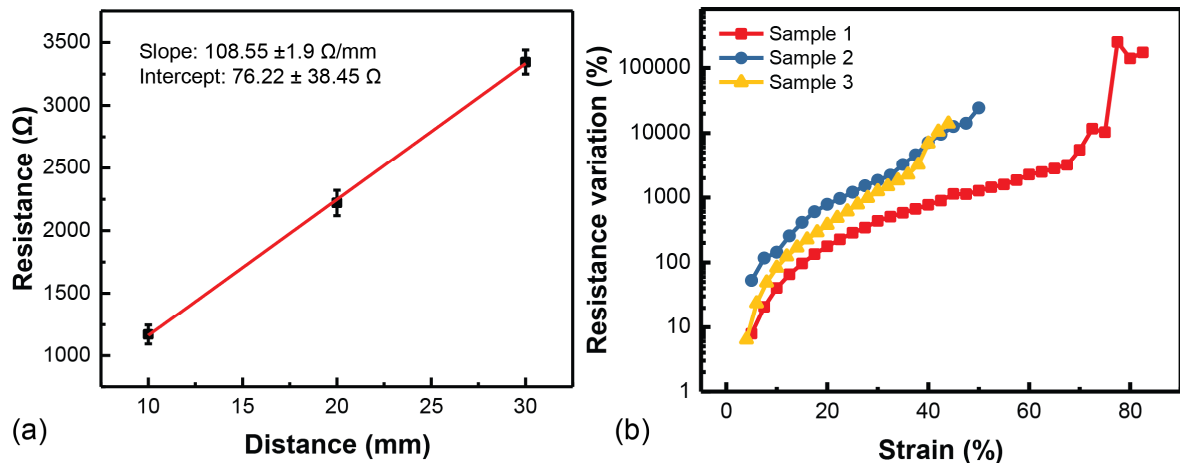 3500
3000
2500
2000
1500
1000
Resistance (Ω)
Slope: 108.55 ±1.9 Ω/mm
Intercept: 76.22 ± 38.45 Ω
10
15
20
25
30
Distance (mm)
(a)
Sample 1
Sample 2
Sample 3
100000
10000
1000
100
10
1
Resistance variation (%)
0
20
40
60
80
Strain (%)
(b)